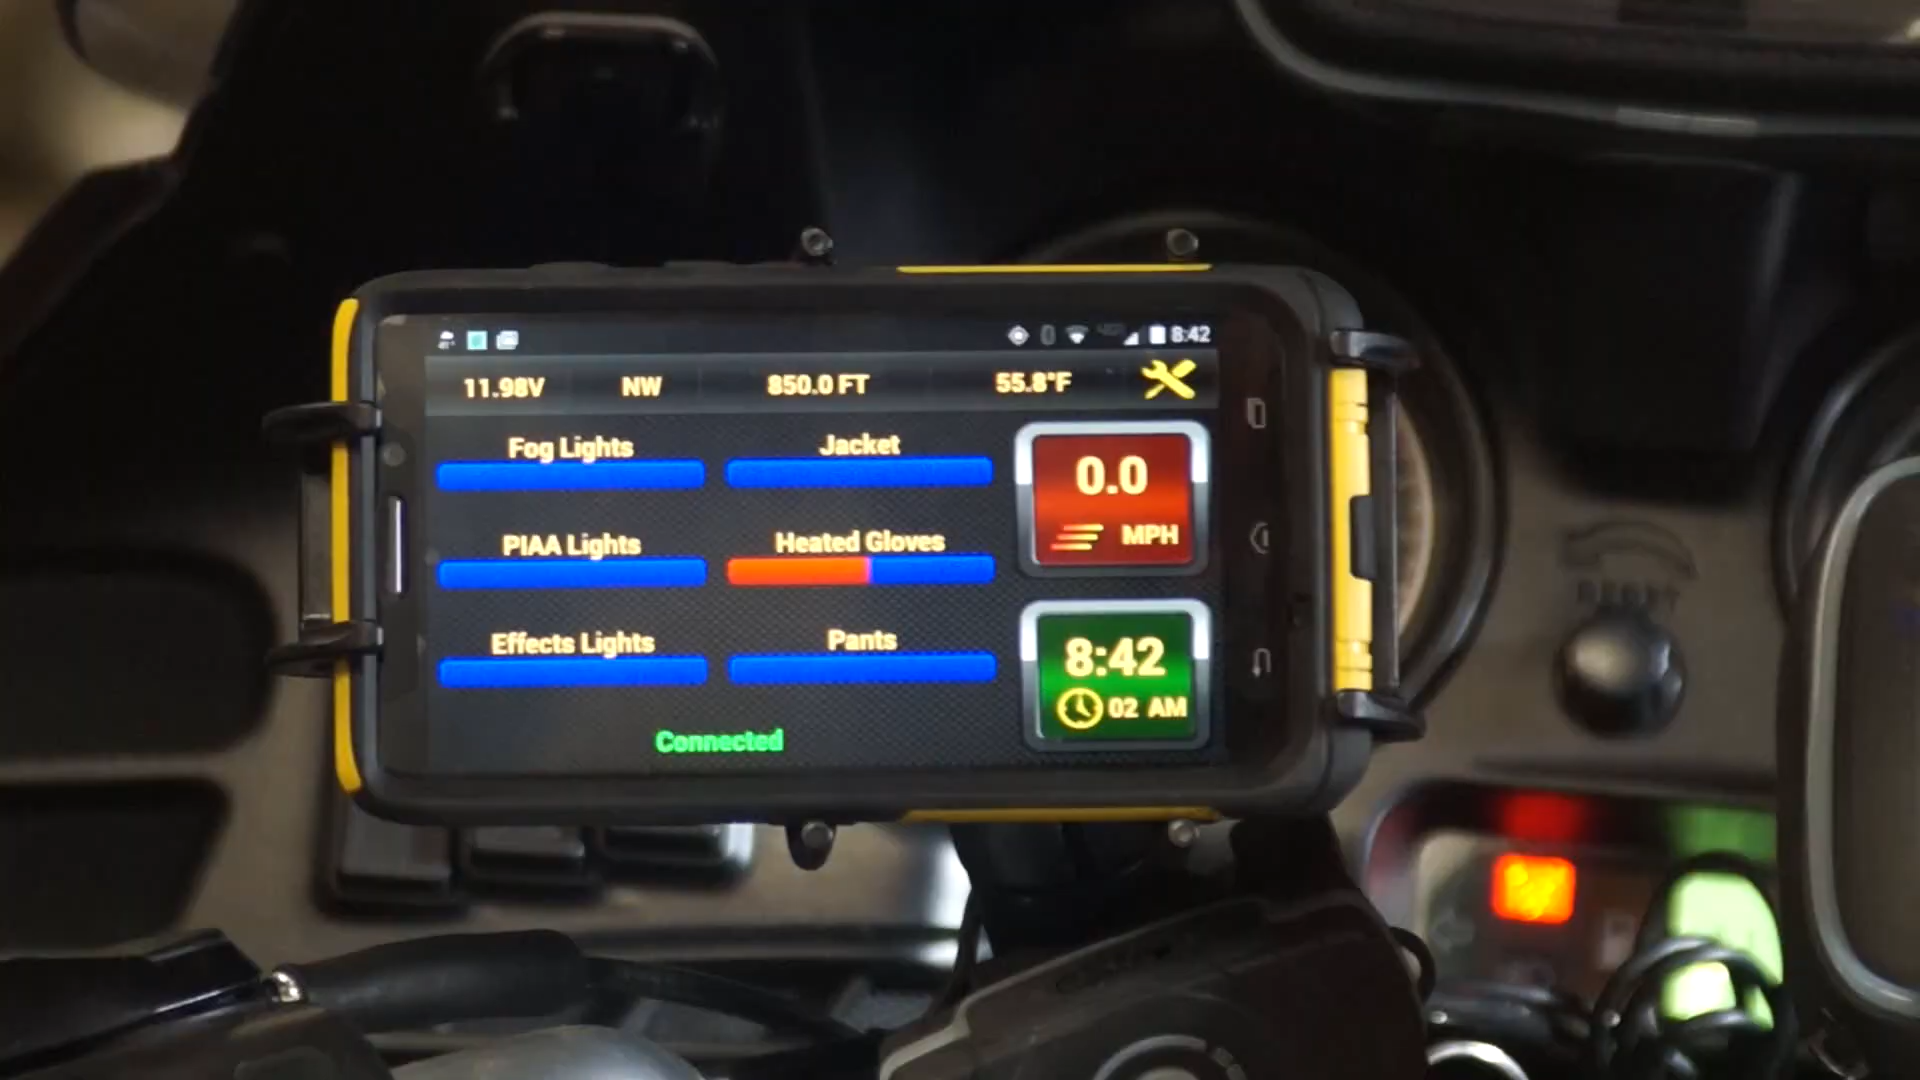 8:42
11.98V NW 850.0 FT 55.8°F
Fog Lights Jacket
0.0
MPH
PIAA Lights Heated Gloves
Effects Lights Pants
8:42
02 AM
Connected
RESET